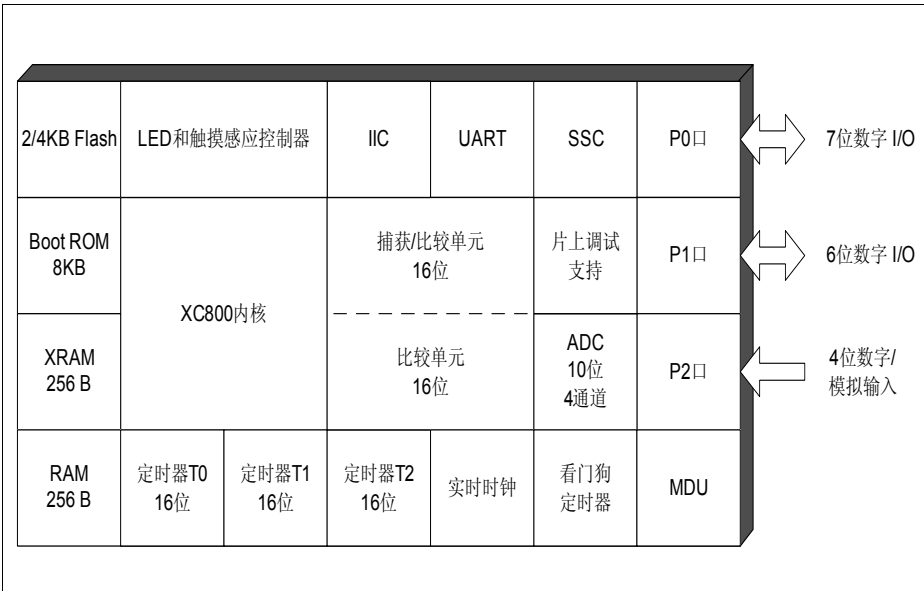 2/4KB Flash
LED和触摸感应控制器
IIC
UART
SSC
P0口
7位数字 I/O
Boot ROM
8KB
捕获/比较单元
16位
片上调试
支持
P1口
6位数字 I/O
XC800内核
XRAM
256 B
比较单元
16位
ADC
10位
4通道
P2口
4位数字/
模拟输入
RAM
256 B
定时器T0
16位
定时器T1
16位
定时器T2
16位
实时时钟
看门狗
定时器
MDU